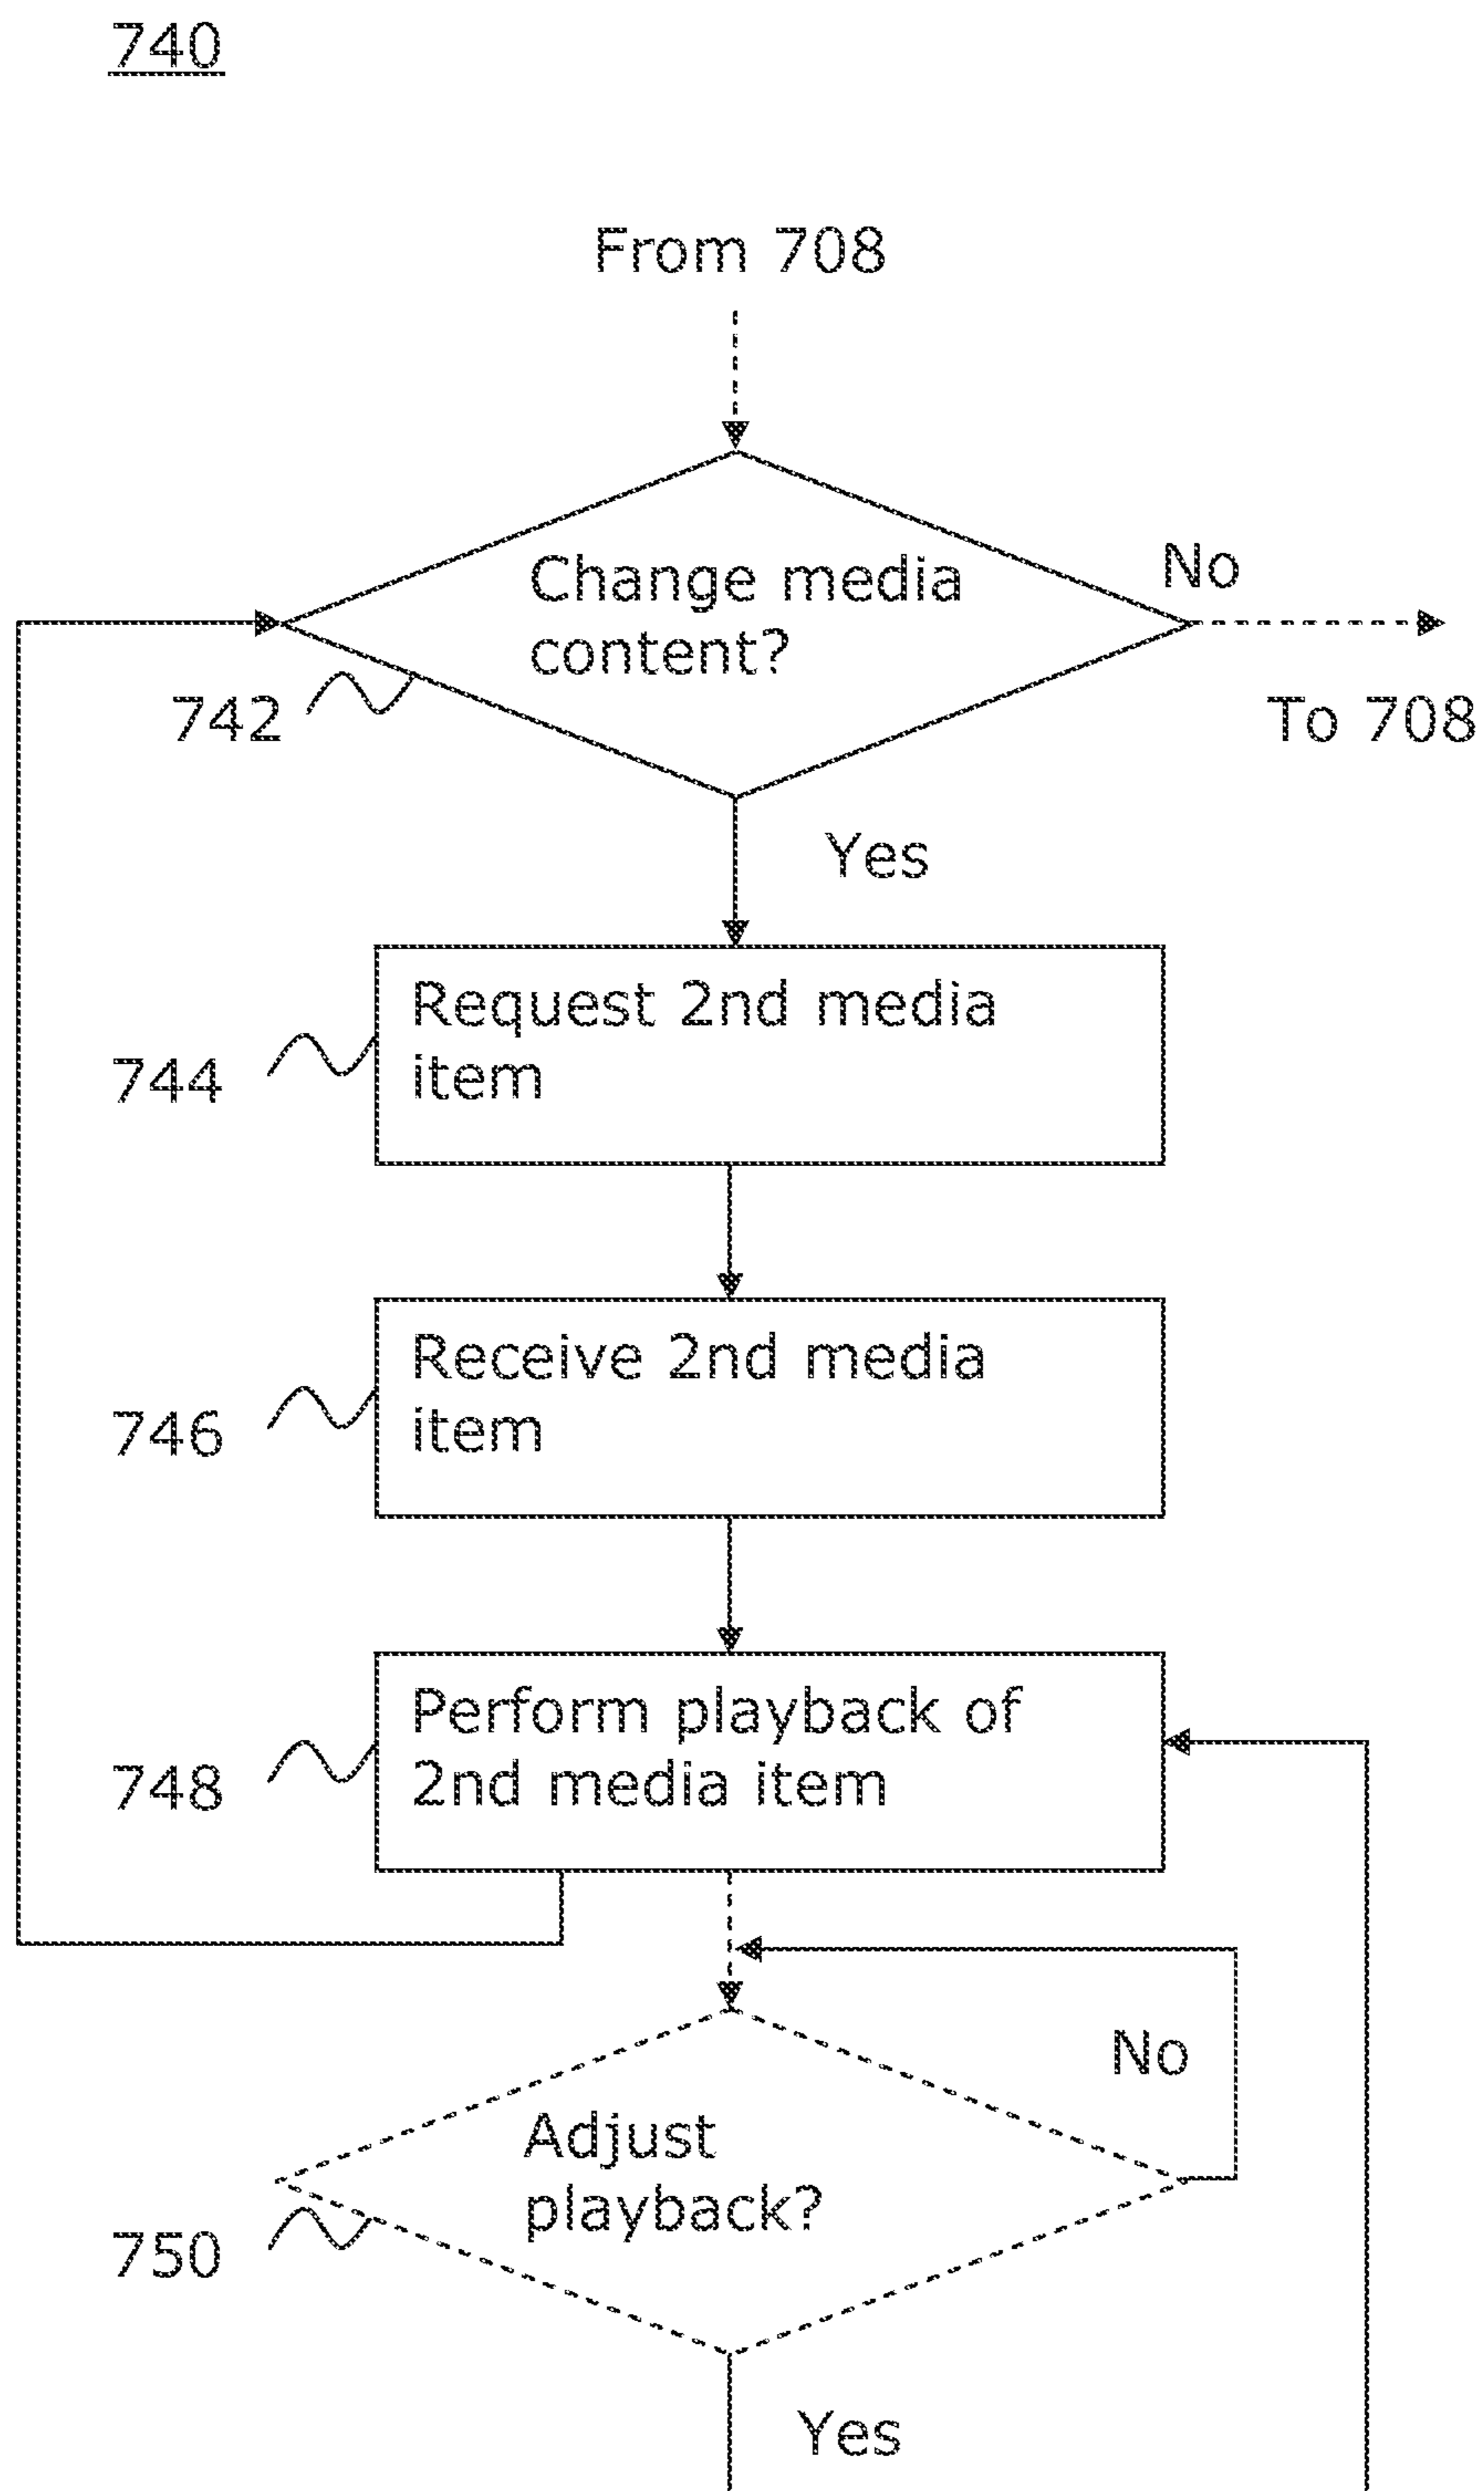 740
From 708
Change media
content?
No
742
To 708
Yes
Request 2nd media
item
744
Receive 2nd media
item
746
Perform playback of
2nd media item
748
No
Adjust
playback?
750
Yes